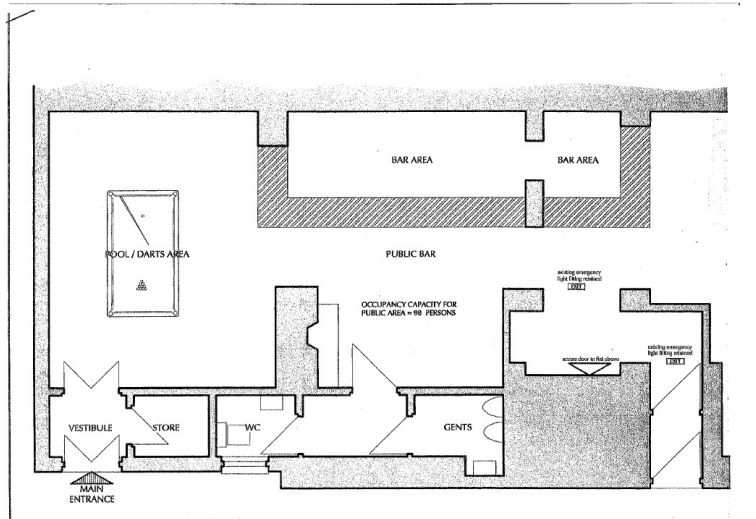 BAR AREA
BAR AREA
POOL / DARTS AREA
PUBLIC BAR
existing emergency
light fitting retained
EXIT
OCCUPANCY CAPACITY FOR
PUBLIC AREA = 98 PERSONS
existing emergency
light fitting retained
EXIT
access door to flat above
VESTIBULE
STORE
WC
GENTS
MAIN
ENTRANCE